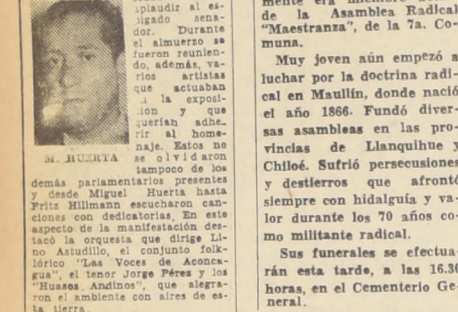 aplaudir al es-
pigado sena-
dor. Durante
el almuerzo se
fueron reunien-
do, además, va-
rios artistas
que actuaban
la exposi-
ción y que
querían adhe-
rir al home-
naje. Estos no
se olvidaron
tampoco de los
M. HUERTA
demás parlamentarios presentes
y desde Miguel Huerta hasta
Fritz Hillmann escucharon can-
ciones con dedicatorias. En este
aspecto de la manifestación des-
tacó la orquesta que dirige Li-
no Astudillo, el conjunto folk-
lórico "Las Voces de Aconca-
gua", el tenor Jorge Pérez y los
"Huasos Andinos", que alegra-
ron el ambiente con aires de es-
ta tierra.
mente era miembro
de la Asamblea Radical
"Maestranza", de la 7a. Co-
muna.
Muy joven aún empezó a
luchar por la doctrina radi-
cal en Maullín, donde nació
el año 1866. Fundó diver-
sas asambleas en las pro-
vincias de Llanquihue y
Chiloé. Sufrió persecusiones
y destierros que afrontó
siempre con hidalguía y va-
lor durante los 70 años co-
mo militante radical.
Sus funerales se efectua-
rán esta tarde, a las 16.30
horas, en el Cementerio Ge-
neral.